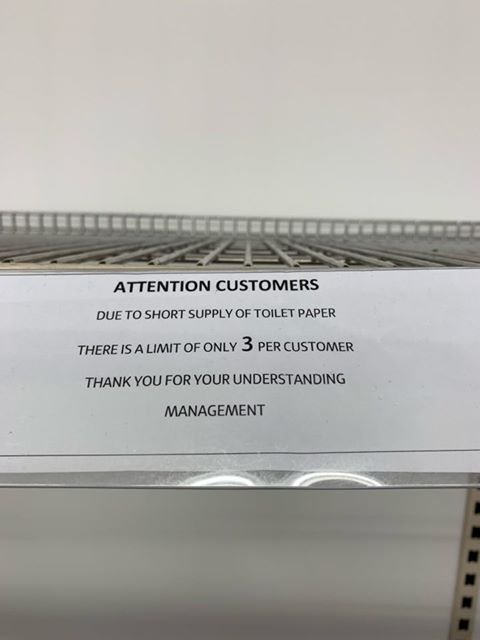 ATTENTION CUSTOMERS
DUE TO SHORT SUPPLY OF TOILET PAPER
THERE IS A LIMIT OF ONLY 3 PER CUSTOMER
THANK YOU FOR YOUR UNDERSTANDING
MANAGEMENT